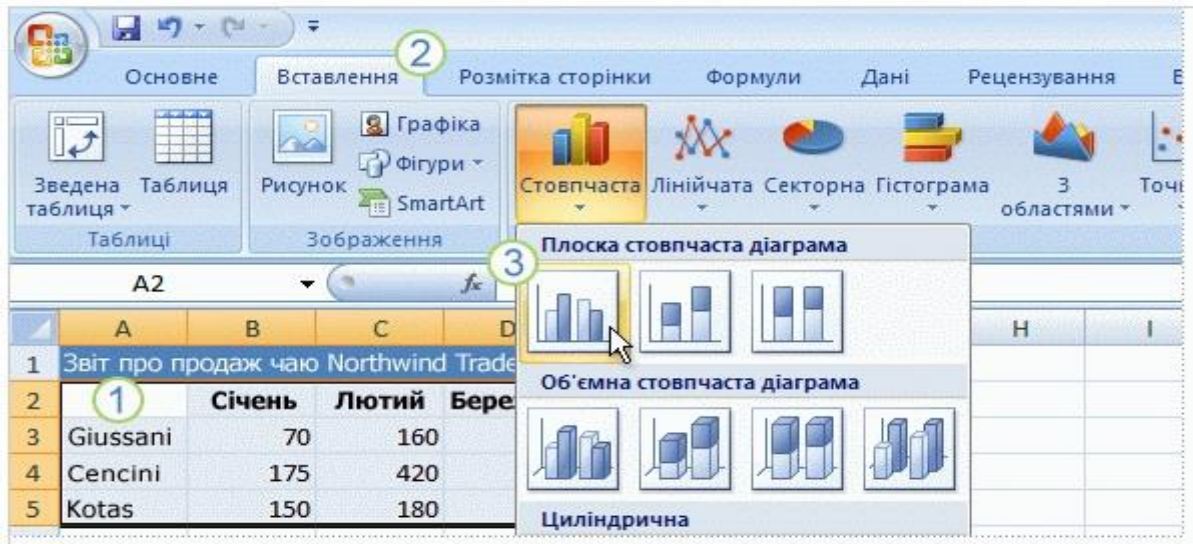 2
Основне Вставлення Розмітка сторінки Формули Дані Рецензування
Зведена таблиця Таблиця Рисунок Графіка Фігури SmartArt Стовпчаста Лінійчата Секторна Гістограма З областями
Таблиці Зображення
A2 fx
3 Плоска стовпчаста діаграма
A B C D H I
1 Звіт про продаж чаю Northwind Trade
Об'ємна стовпчаста діаграма
2 1 Січень Лютий Бере
3 Giussani 70 160
4 Cencini 175 420
5 Kotas 150 180
Циліндрична